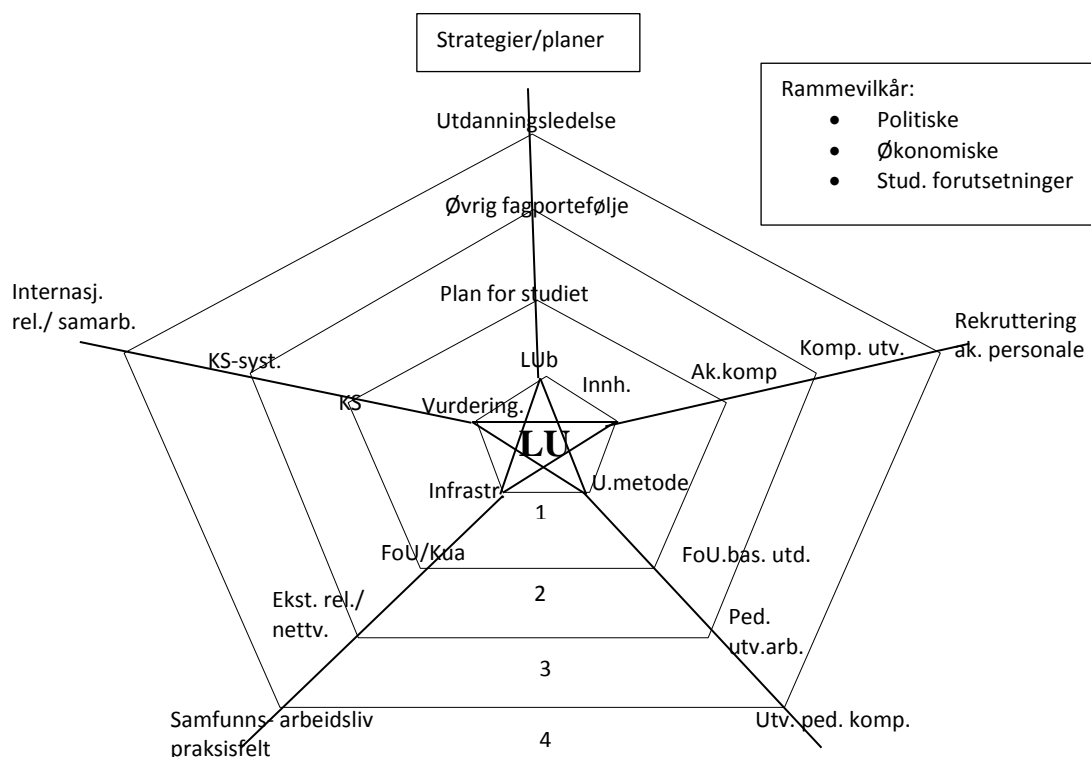 Strategier/planer
Rammevilkår:
• Politiske
• Økonomiske
• Stud. forutsetninger
Utdanningsledelse
Øvrig fagportefølje
Internasj.
rel./ samarb.
Plan for studiet
Rekruttering
ak. personale
KS-syst.
Komp. utv.
LUb
Ak.komp
Innh.
KS
Vurdering.
LU
Infrastr.
U.metode
1
FoU/Kua
FoU.bas. utd.
2
Ekst. rel./
nettv.
Ped.
utv.arb.
3
Samfunns- arbeidsliv
praksisfelt
Utv. ped. komp.
4